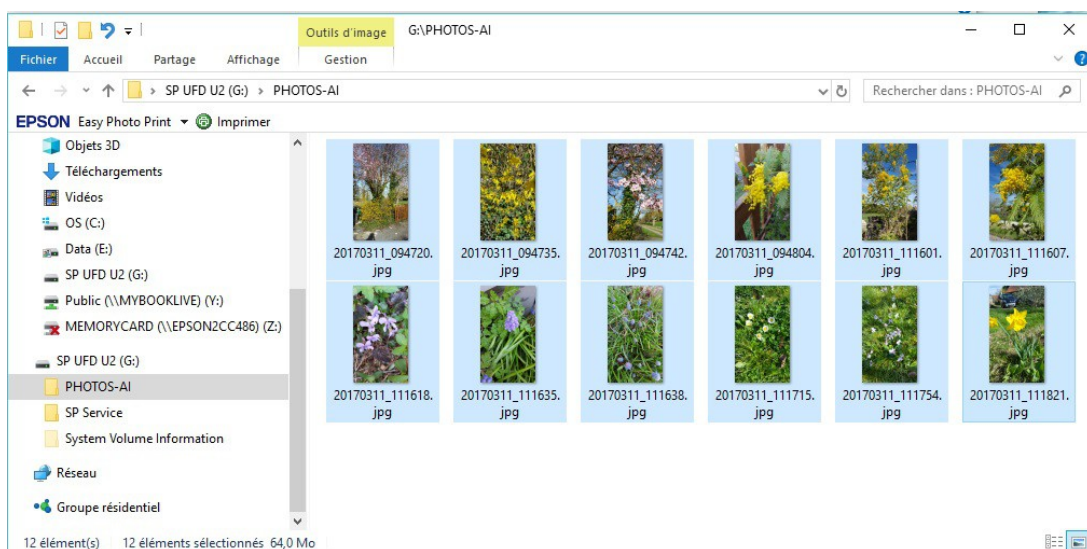 Outils d'image G:\PHOTOS-AI
Fichier Accueil Partage Affichage Gestion
SP UFD U2 (G:) > PHOTOS-AI Rechercher dans : PHOTOS-AI
EPSON Easy Photo Print Imprimer
Objets 3D
Téléchargements
Vidéos
OS (C:)
Data (E:)
SP UFD U2 (G:)
Public (\\MYBOOKLIVE) (Y:)
MEMORYCARD (\\EPSON2CC486) (Z:)
SP UFD U2 (G:)
PHOTOS-AI
SP Service
System Volume Information
Réseau
Groupe résidentiel
20170311_094720. 20170311_094735. 20170311_094742. 20170311_094804. 20170311_111601. 20170311_111607.
jpg jpg jpg jpg jpg jpg
20170311_111618. 20170311_111635. 20170311_111638. 20170311_111715. 20170311_111754. 20170311_111821.
jpg jpg jpg jpg jpg jpg
12 élément(s) 12 éléments sélectionnés 64,0 Mo